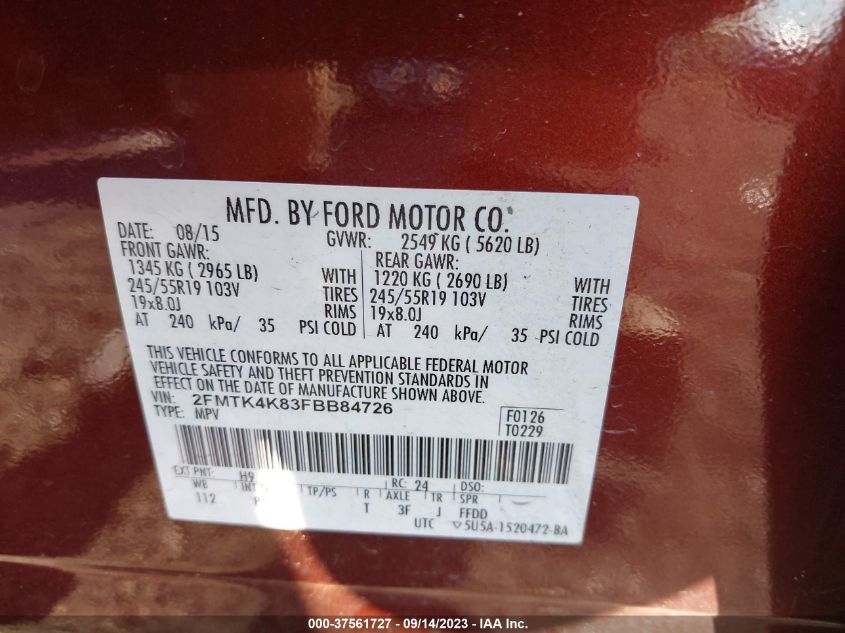 MFD. BY FORD MOTOR CO.
DATE: 08/15 GVWR: 2549 KG ( 5620 LB)
FRONT GAWR: REAR GAWR:
1345 KG ( 2965 LB) WITH 1220 KG ( 2690 LB) WITH
245/55R19 103V TIRES 245/55R19 103V TIRES
19x8.0J RIMS 19x8.0J RIMS
AT 240 kPa/ 35 PSI COLD AT 240 kPa/ 35 PSI COLD
THIS VEHICLE CONFORMS TO ALL APPLICABLE FEDERAL MOTOR
VEHICLE SAFETY AND THEFT PREVENTION STANDARDS IN
EFFECT ON THE DATE OF MANUFACTURE SHOWN ABOVE.
VIN: 2FMTK4K83FBB84726 F0126
TYPE: MPV T0229
EXT PNT: H9 RC: 24 DSO:
WB TP/PS R AXLE TR SPR
112 T 3F J FFDD
UTC 5U5A-1520472-BA
000-37561727 - 09/14/2023 - IAA Inc.